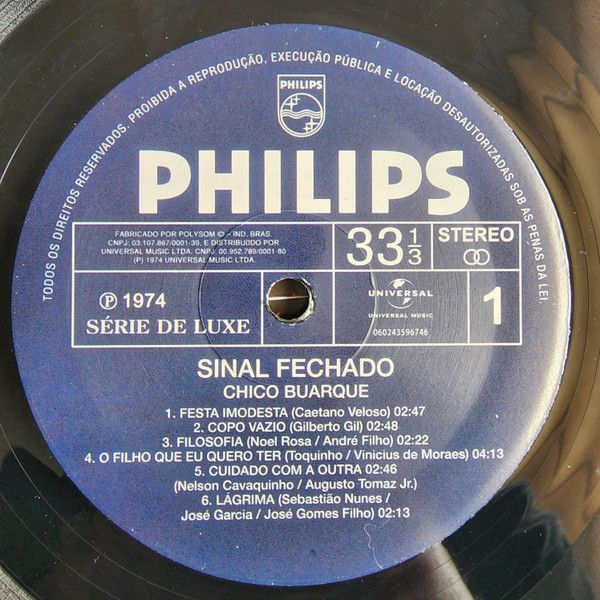 TODOS OS DIREITOS RESERVADOS. PROIBIDA A REPRODUÇÃO, EXECUÇÃO PÚBLICA E LOCAÇÃO DESAUTORIZADAS SOB AS PENAS DA LEI.
PHILIPS
PHILIPS
FABRICADO POR POLYSOM © - IND. BRAS.
CNPJ: 03.107.867/0001-39, E DISTRIBUIDO POR
UNIVERSAL MUSIC LTDA. CNPJ: 00.952.789/0001-80
(P) 1974 UNIVERSAL MUSIC LTDA.
33 1/3
STEREO
℗ 1974
SÉRIE DE LUXE
UNIVERSAL
UNIVERSAL MUSIC
060243596746
1
SINAL FECHADO
CHICO BUARQUE
1. FESTA IMODESTA (Caetano Veloso) 02:47
2. COPO VAZIO (Gilberto Gil) 02:48
3. FILOSOFIA (Noel Rosa / André Filho) 02:22
4. O FILHO QUE EU QUERO TER (Toquinho / Vinicius de Moraes) 04:13
5. CUIDADO COM A OUTRA 02:46
(Nelson Cavaquinho / Augusto Tomaz Jr.)
6. LÁGRIMA (Sebastião Nunes /
José Garcia / José Gomes Filho) 02:13